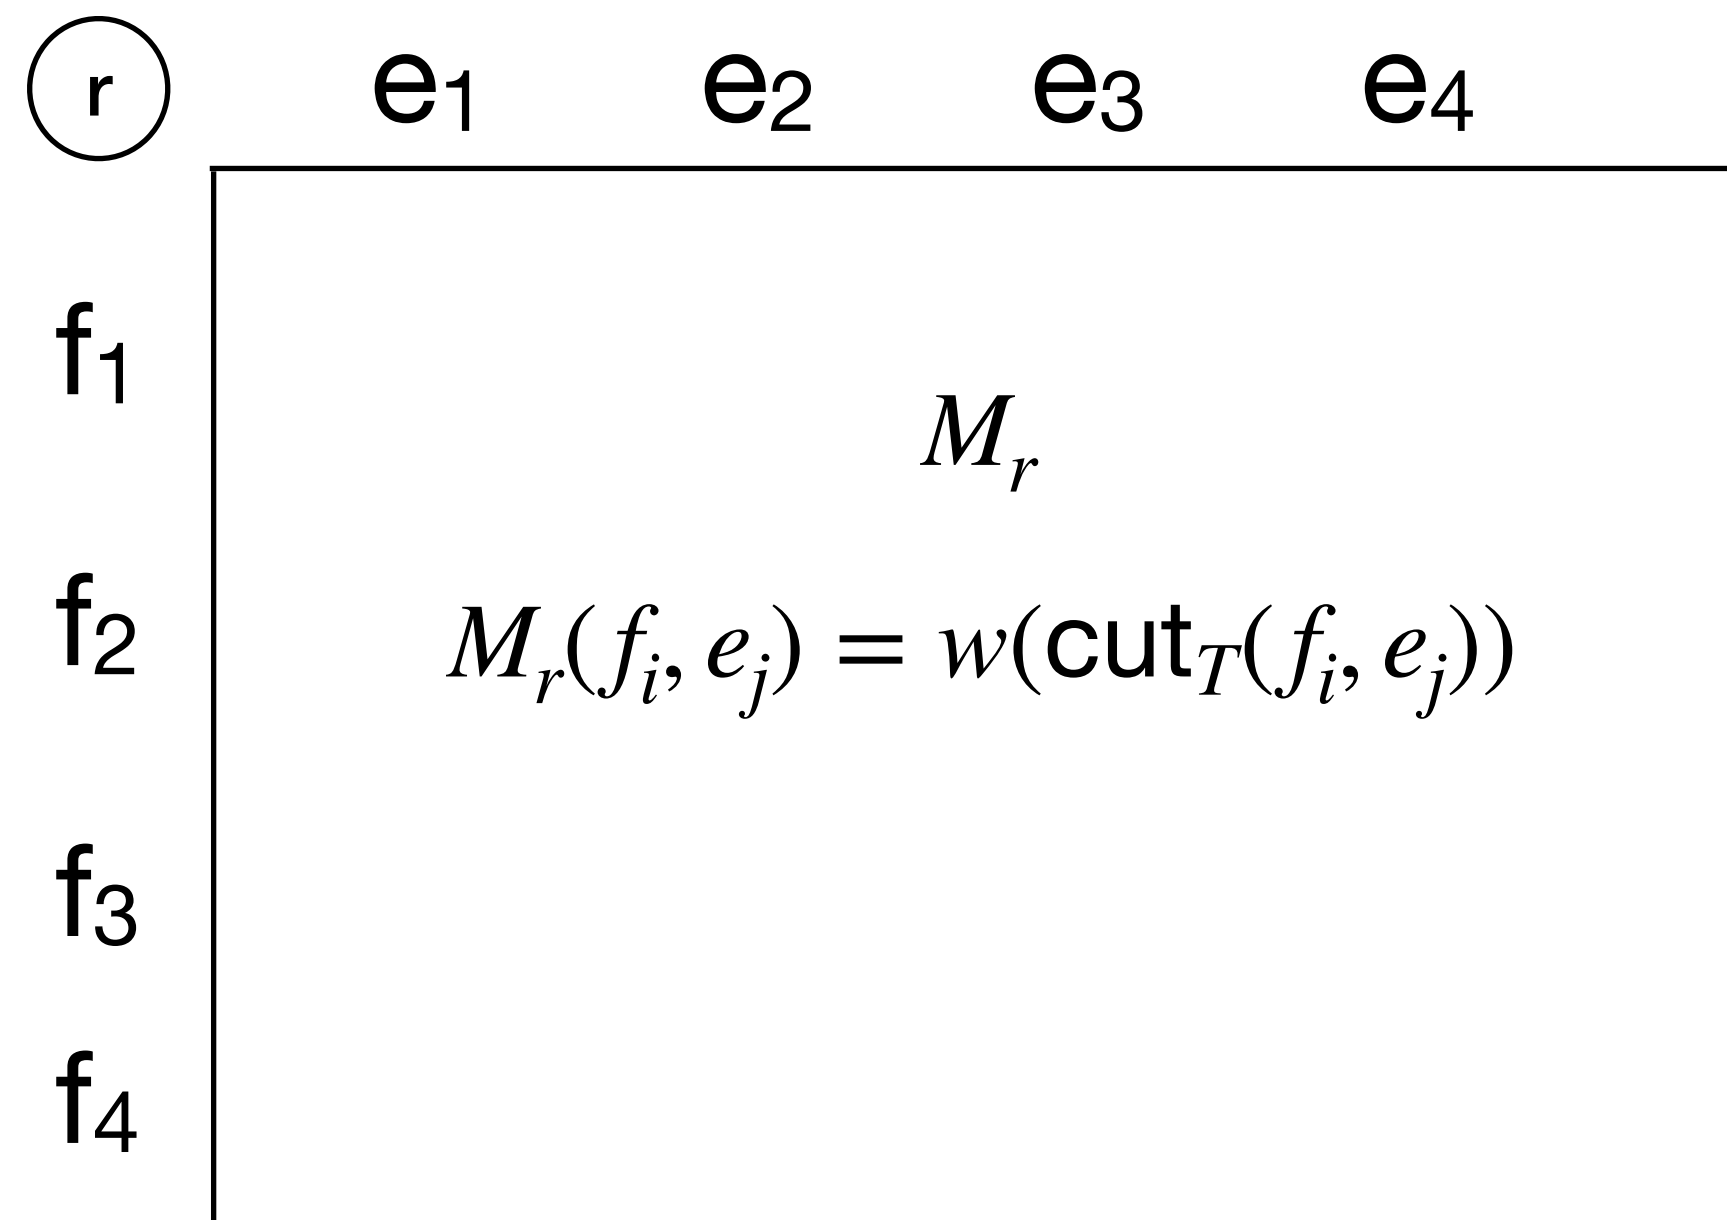 r e₁ e₂ e₃ e₄
f₁
M_r
f₂
M_r(f_i, e_j) = w(cut_T(f_i, e_j))
f₃
f₄